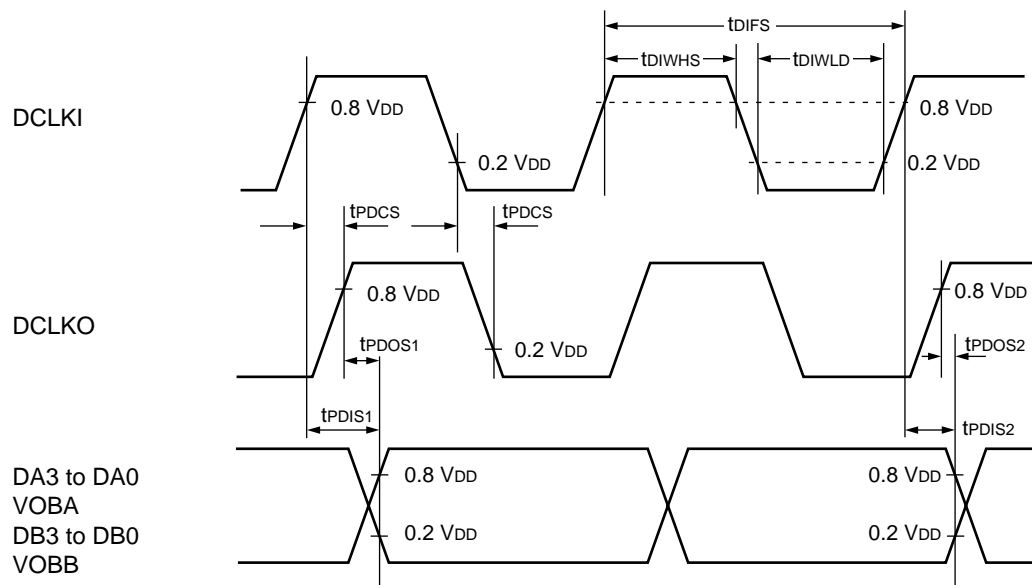 tDIFS
tDIWHS tDIWLD
DCLKI
0.8 VDD 0.8 VDD
0.2 VDD 0.2 VDD
tPDCS tPDCS
0.8 VDD 0.8 VDD
DCLKO
tPDOS1 0.2 VDD tPDOS2
tPDIS1 tPDIS2
DA3 to DA0 0.8 VDD 0.8 VDD
VOBA
DB3 to DB0 0.2 VDD 0.2 VDD
VOBB